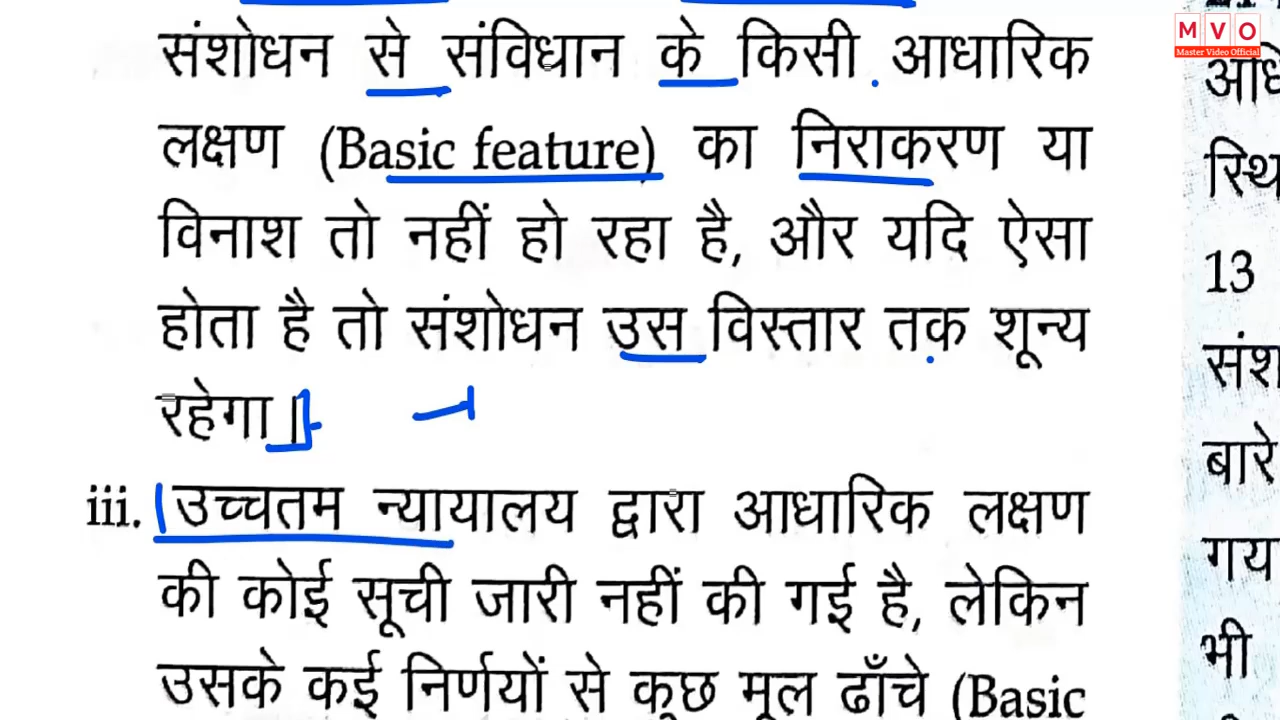 संशोधन से संविधान के किसी आधारिक
लक्षण (Basic feature) का निराकरण या
विनाश तो नहीं हो रहा है, और यदि ऐसा
होता है तो संशोधन उस विस्तार तक शून्य
रहेगा।
iii. उच्चतम न्यायालय द्वारा आधारिक लक्षण
की कोई सूची जारी नहीं की गई है, लेकिन
उसके कई निर्णयों से कुछ मूल ढाँचे (Basic
MVO
Master Video Official
स्थि
13
संश
बारे
गय
भी